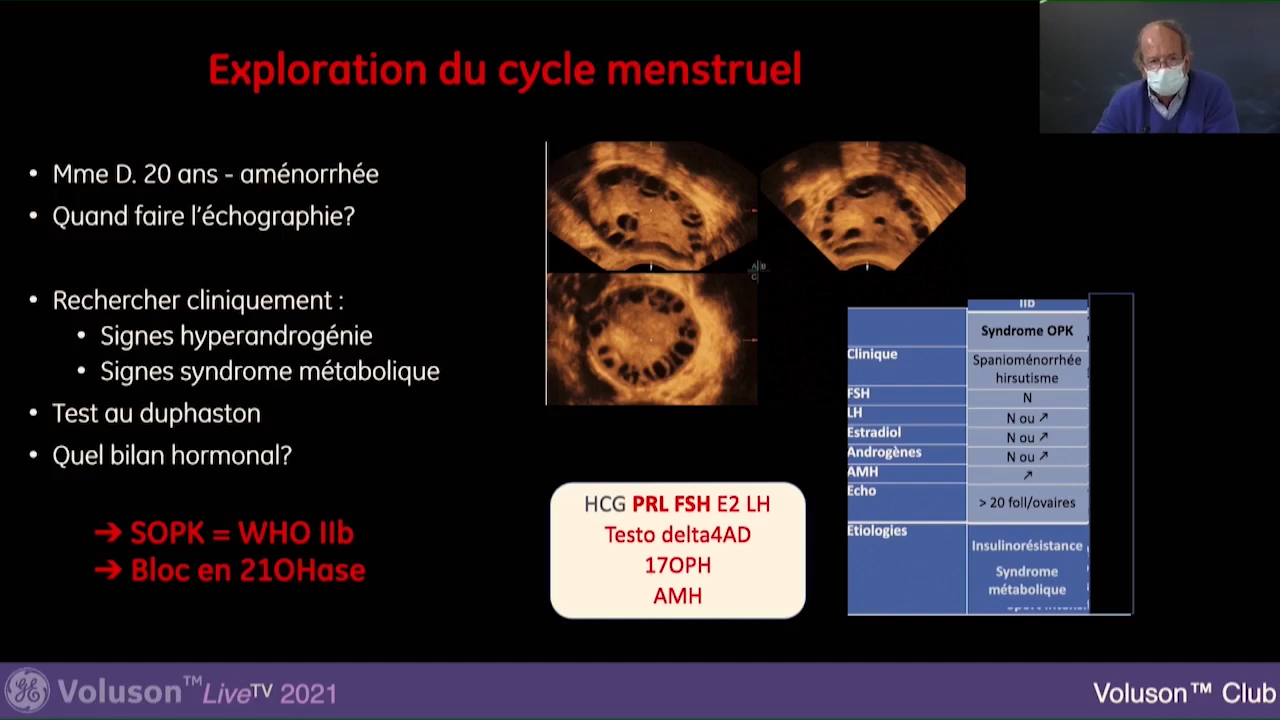 Exploration du cycle menstruel
• Mme D. 20 ans - aménorrhée
• Quand faire l'échographie?
• Rechercher cliniquement :
• Signes hyperandrogénie
• Signes syndrome métabolique
• Test au duphaston
• Quel bilan hormonal?
→ SOPK = WHO IIb
→ Bloc en 21OHase
A B
C
HCG PRL FSH E2 LH
Testo delta4AD
17OPH
AMH
IIb
Syndrome OPK
Clinique
Spanioménorrhée
hirsutisme
FSH N
LH N ou ↗
Estradiol N ou ↗
Androgènes N ou ↗
AMH ↗
Echo > 20 foll/ovaires
Etiologies
Insulinorésistance
Syndrome
métabolique
GE Voluson™ LiveTV 2021
Voluson™ Club